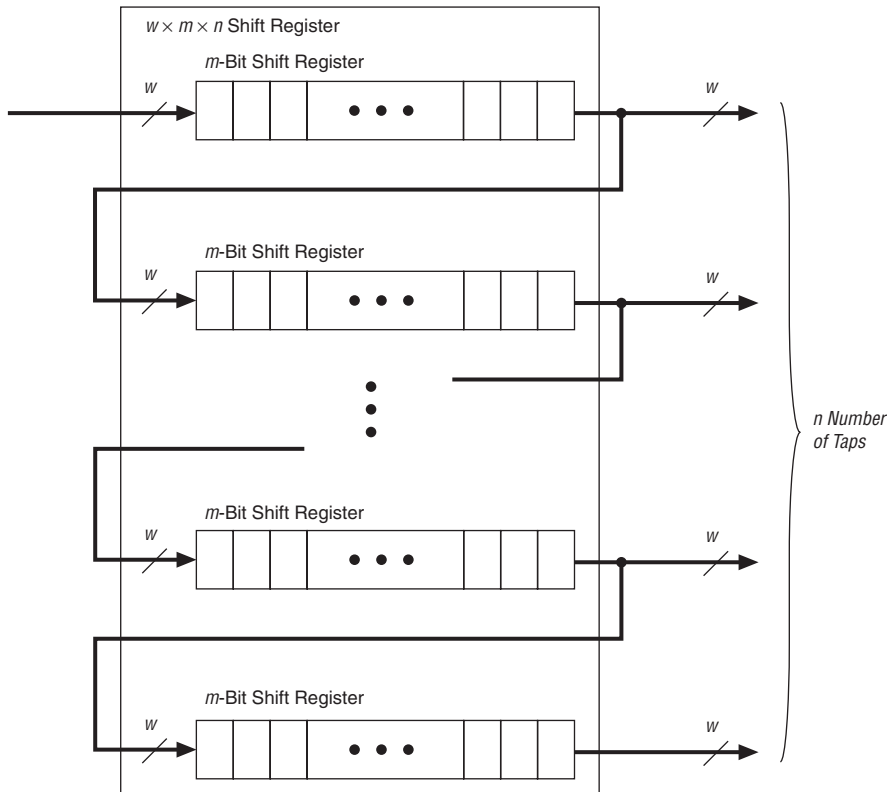 w × m × n Shift Register
m-Bit Shift Register
w
w
m-Bit Shift Register
w
w
n Number
of Taps
m-Bit Shift Register
w
w
m-Bit Shift Register
w
w